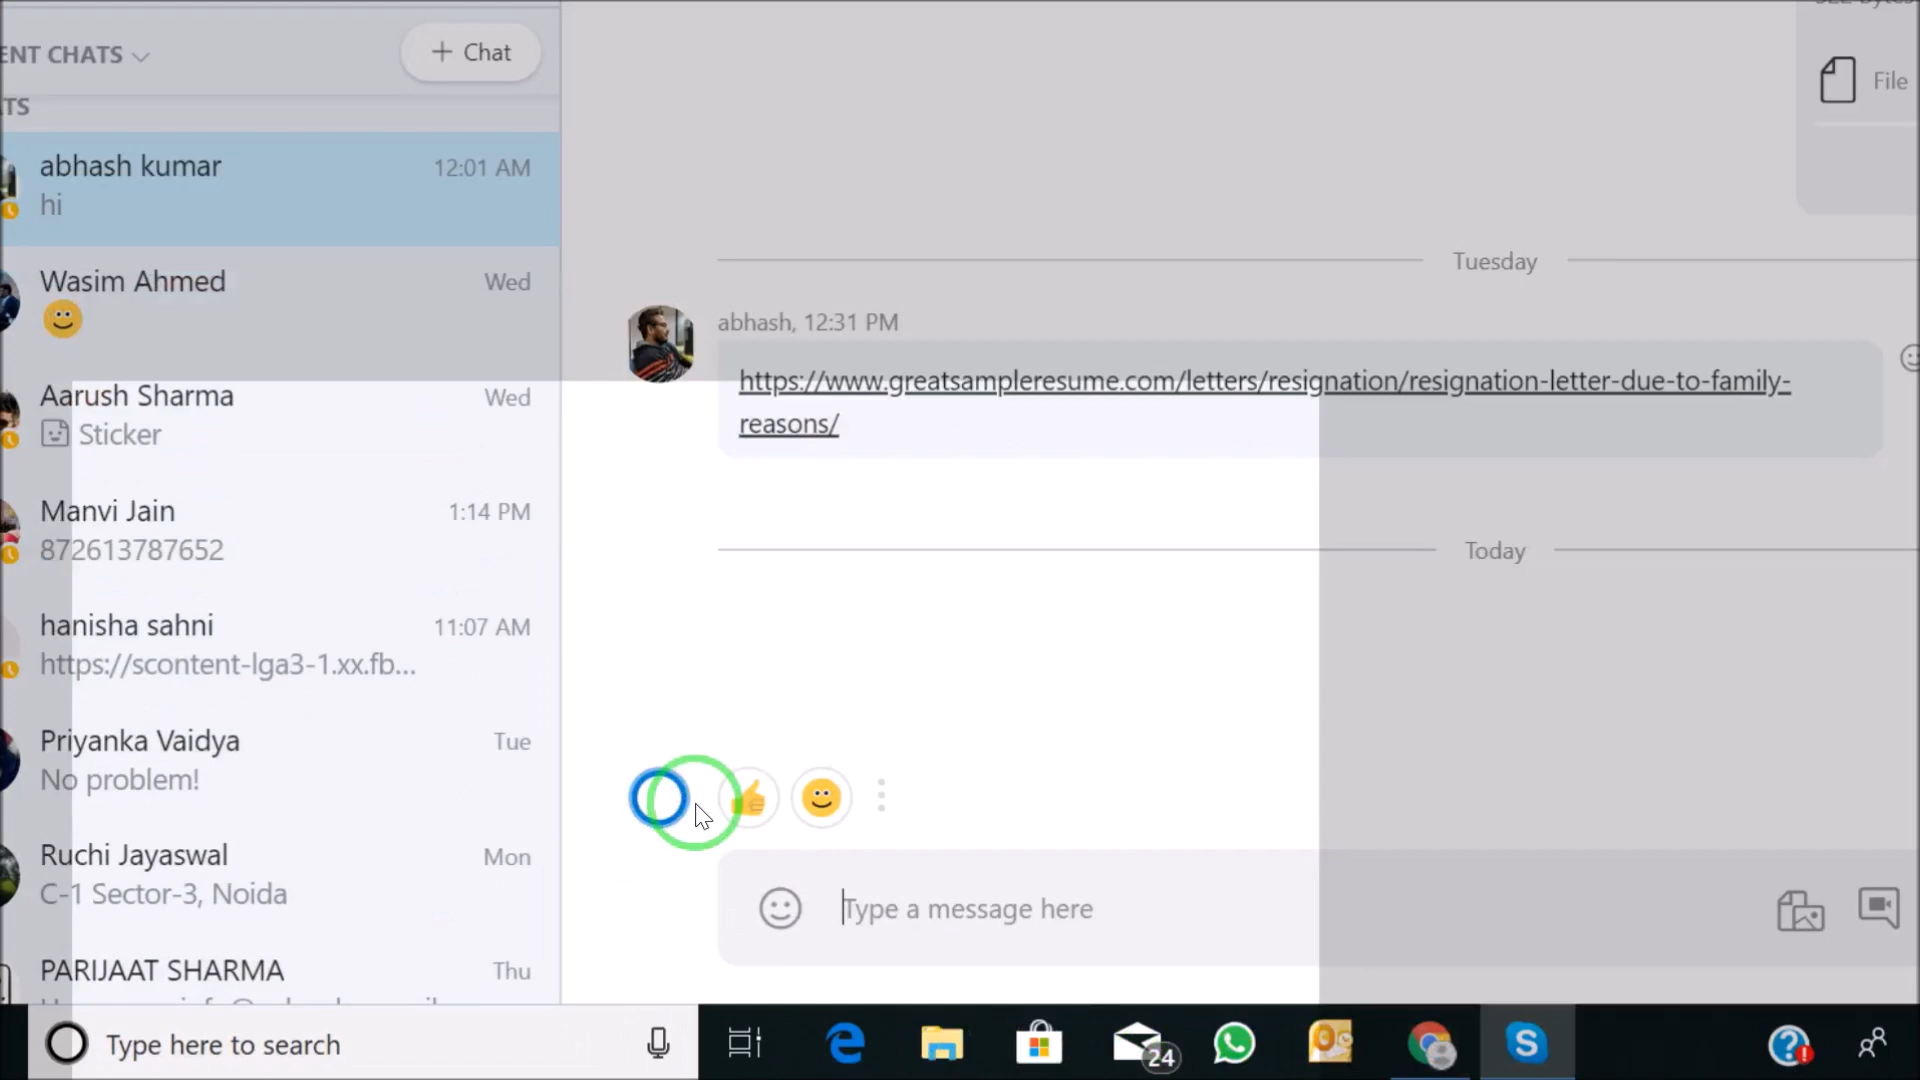 ENT CHATS
+ Chat
ATS
abhash kumar 12:01 AM
hi
Wasim Ahmed Wed
Aarush Sharma Wed
Sticker
Manvi Jain 1:14 PM
872613787652
hanisha sahni 11:07 AM
https://scontent-lga3-1.xx.fb...
Priyanka Vaidya Tue
No problem!
Ruchi Jayaswal Mon
C-1 Sector-3, Noida
PARIJAAT SHARMA Thu
File
Tuesday
abhash, 12:31 PM
https://www.greatsampleresume.com/letters/resignation/resignation-letter-due-to-family-
reasons/
Today
Type a message here
Type here to search
24